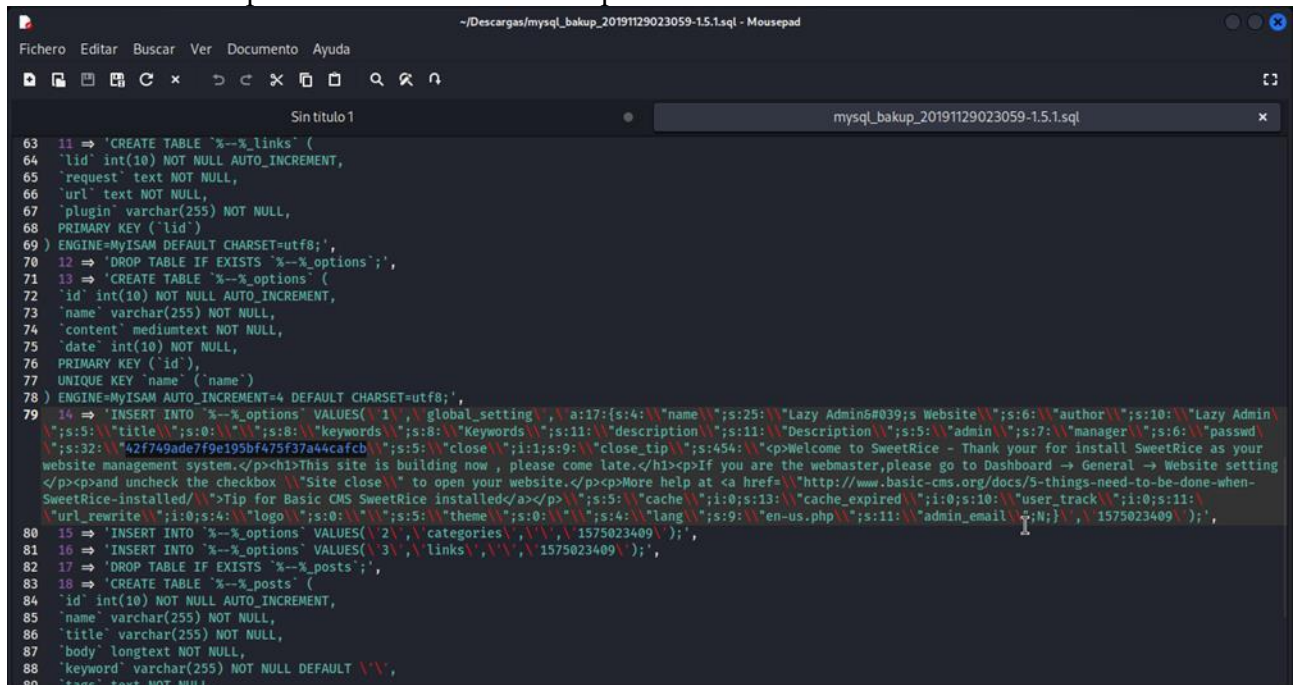 ~/Descargas/mysql_bakup_20191129023059-1.5.1.sql - Mousepad
Fichero Editar Buscar Ver Documento Ayuda
Sin título 1
mysql_bakup_20191129023059-1.5.1.sql
63 11 => 'CREATE TABLE `%--%_links` (
64 `lid` int(10) NOT NULL AUTO_INCREMENT,
65 `request` text NOT NULL,
66 `url` text NOT NULL,
67 `plugin` varchar(255) NOT NULL,
68 PRIMARY KEY (`lid`)
69 ) ENGINE=MyISAM DEFAULT CHARSET=utf8;',
70 12 => 'DROP TABLE IF EXISTS `%--%_options`;',
71 13 => 'CREATE TABLE `%--%_options` (
72 `id` int(10) NOT NULL AUTO_INCREMENT,
73 `name` varchar(255) NOT NULL,
74 `content` mediumtext NOT NULL,
75 `date` int(10) NOT NULL,
76 PRIMARY KEY (`id`),
77 UNIQUE KEY `name` (`name`)
78 ) ENGINE=MyISAM AUTO_INCREMENT=4 DEFAULT CHARSET=utf8;',
79 14 => 'INSERT INTO `%--%_options` VALUES(\'1\',\'global_setting\',\'a:17:{s:4:\\"name\\";s:25:\\"Lazy Admin&#039;s Website\\";s:6:\\"author\\";s:10:\\"Lazy Admin\
\";s:5:\\"title\\";s:0:\\"\\";s:8:\\"keywords\\";s:8:\\"Keywords\\";s:11:\\"description\\";s:11:\\"Description\\";s:5:\\"admin\\";s:7:\\"manager\\";s:6:\\"passwd\
\";s:32:\\"42f749ade7f9e195bf475f37a44cafcb\\";s:5:\\"close\\";i:1;s:9:\\"close_tip\\";s:454:\\"<p>Welcome to SweetRice - Thank your for install SweetRice as your
website management system.</p><h1>This site is building now , please come late.</h1><p>If you are the webmaster,please go to Dashboard → General → Website setting
</p><p>and uncheck the checkbox \\"Site close\\" to open your website.</p><p>More help at <a href=\\"http://www.basic-cms.org/docs/5-things-need-to-be-done-when-
SweetRice-installed/\\">Tip for Basic CMS SweetRice installed</a></p>\\";s:5:\\"cache\\";i:0;s:13:\\"cache_expired\\";i:0;s:10:\\"user_track\\";i:0;s:11:\
\"url_rewrite\\";i:0;s:4:\\"logo\\";s:0:\\"\\";s:5:\\"theme\\";s:0:\\"\\";s:4:\\"lang\\";s:9:\\"en-us.php\\";s:11:\\"admin_email\\";N;}\',\'1575023409\');',
80 15 => 'INSERT INTO `%--%_options` VALUES(\'2\',\'categories\',\'\',\'1575023409\');',
81 16 => 'INSERT INTO `%--%_options` VALUES(\'3\',\'links\',\'\',\'1575023409\');',
82 17 => 'DROP TABLE IF EXISTS `%--%_posts`;',
83 18 => 'CREATE TABLE `%--%_posts` (
84 `id` int(10) NOT NULL AUTO_INCREMENT,
85 `name` varchar(255) NOT NULL,
86 `title` varchar(255) NOT NULL,
87 `body` longtext NOT NULL,
88 `keyword` varchar(255) NOT NULL DEFAULT \'\',